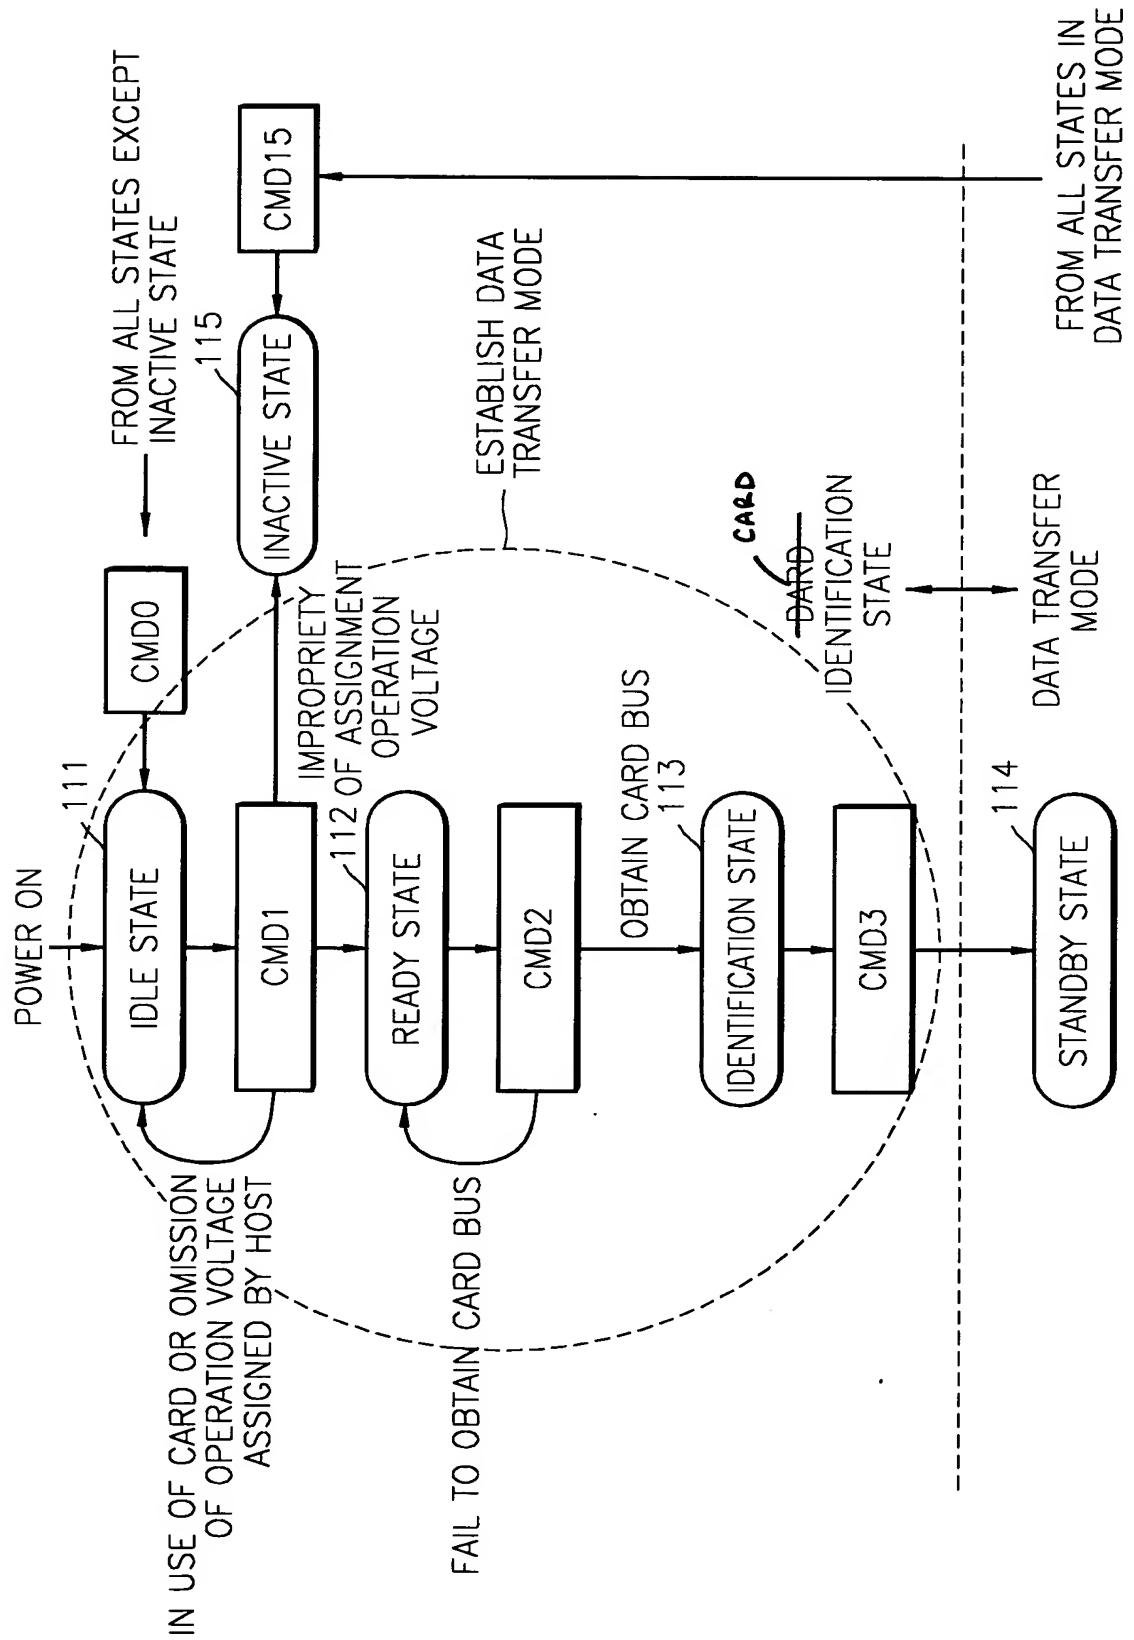 POWER ON
IDLE STATE
111
CMD0
FROM ALL STATES EXCEPT
INACTIVE STATE
IN USE OF CARD OR OMISSION
OF OPERATION VOLTAGE
ASSIGNED BY HOST
CMD1
IMPROPRIETY
OF ASSIGNMENT
OPERATION
VOLTAGE
INACTIVE STATE
115
CMD15
112
READY STATE
FAIL TO OBTAIN CARD BUS
CMD2
ESTABLISH DATA
TRANSFER MODE
OBTAIN CARD BUS
113
IDENTIFICATION STATE
CMD3
CARD
DARD
IDENTIFICATION
STATE
DATA TRANSFER
MODE
114
STANDBY STATE
FROM ALL STATES IN
DATA TRANSFER MODE